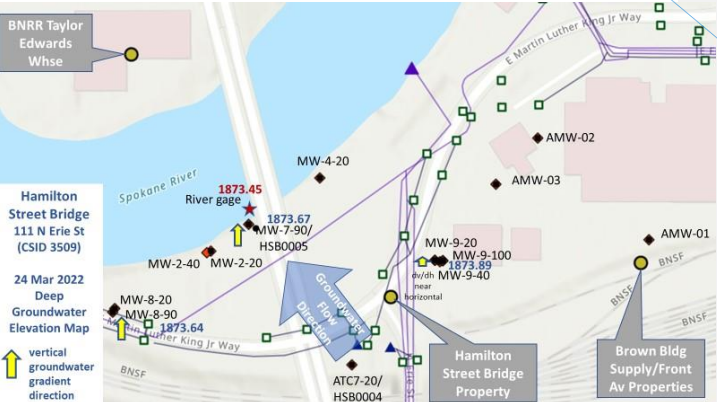 BNRR Taylor
Edwards
Whse
E Martin Luther King Jr Way
AMW-02
MW-4-20
AMW-03
Spokane River
1873.45
River gage
1873.67
MW-7-90/
HSB0005
Hamilton
Street Bridge
111 N Erie St
(CSID 3509)
24 Mar 2022
Deep
Groundwater
Elevation Map
vertical
groundwater
gradient
direction
MW-2-40
MW-2-20
MW-9-20
MW-9-100
1873.89
MW-9-40
dv/dh
near
horizontal
AMW-01
BNSF
BNSF
BNSF
BNSF
MW-8-20
MW-8-90
1873.64
Martin Luther King Jr Way
Groundwater
Flow
Direction
Hamilton
Street Bridge
Property
Brown Bldg
Supply/Front
Av Properties
ATC7-20/
HSB0004